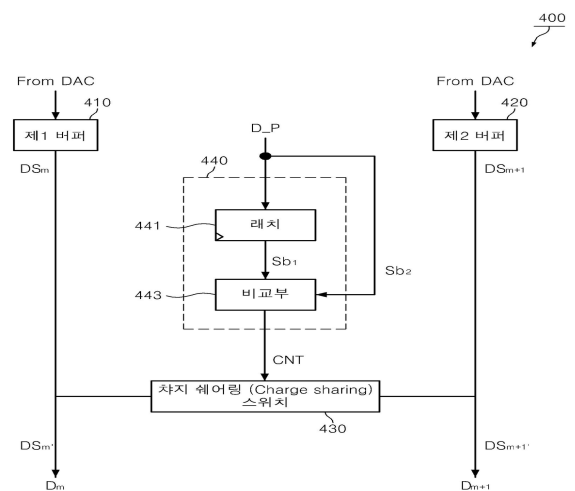 400
From DAC
From DAC
410
420
제1 버퍼
제2 버퍼
D_P
DSm
DSm+1
440
441
래치
Sb1
Sb2
443
비교부
CNT
챠지 쉐어링 (Charge sharing)
스위치
430
DSm'
DSm+1'
Dm
Dm+1